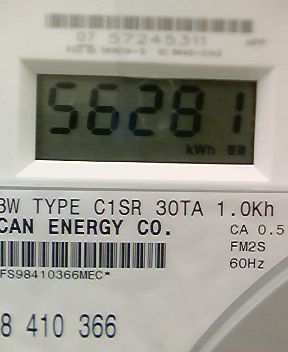 07 57245311
56281
kWh
3W TYPE C1SR 30TA 1.0Kh
CAN ENERGY CO.
CA 0.5
FM2S
60Hz
FS98410366MEC*
8 410 366